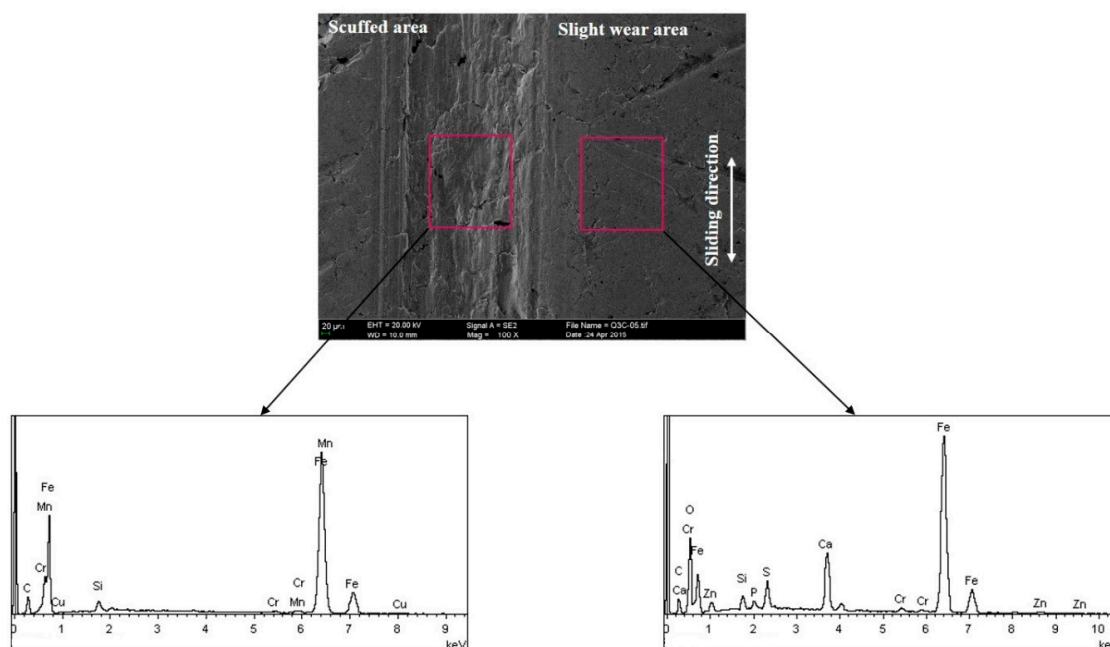 Scuffed area
Slight wear area
Sliding direction
20 µm
EHT = 20.00 kV
Signal A = SE2
File Name = Q3C-05.tif
WD = 10.0 mm
Mag = 100 X
Date :24 Apr 2015
Mn
Fe
Fe
Mn
Cr
C
Cu
Si
Cr
Cr
Mn
Fe
Cu
0 1 2 3 4 5 6 7 8 9
keV
Fe
O
Cr
Fe
C
Ca
Zn
Si
P
S
Ca
Cr
Cr
Fe
Zn
Zn
0 1 2 3 4 5 6 7 8 9 10
ke